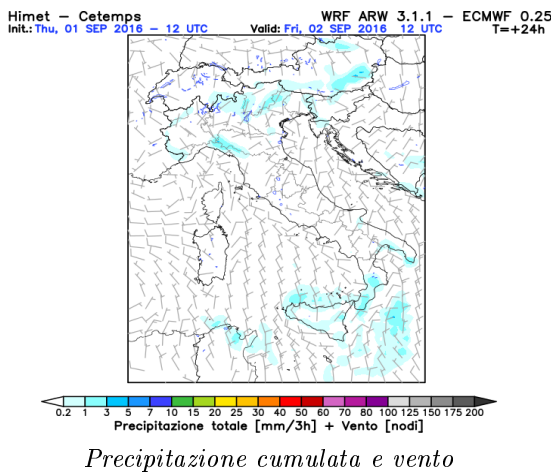 Himet – Cetemps WRF ARW 3.1.1 – ECMWF 0.25
Init.: Thu, 01 SEP 2016 – 12 UTC Valid: Fri, 02 SEP 2016 12 UTC T=+24h
0.2 1 3 5 7 10 15 20 25 30 40 50 60 70 80 100 125 150 175 200
Precipitazione totale [mm/3h] + Vento [nodi]
Precipitazione cumulata e vento